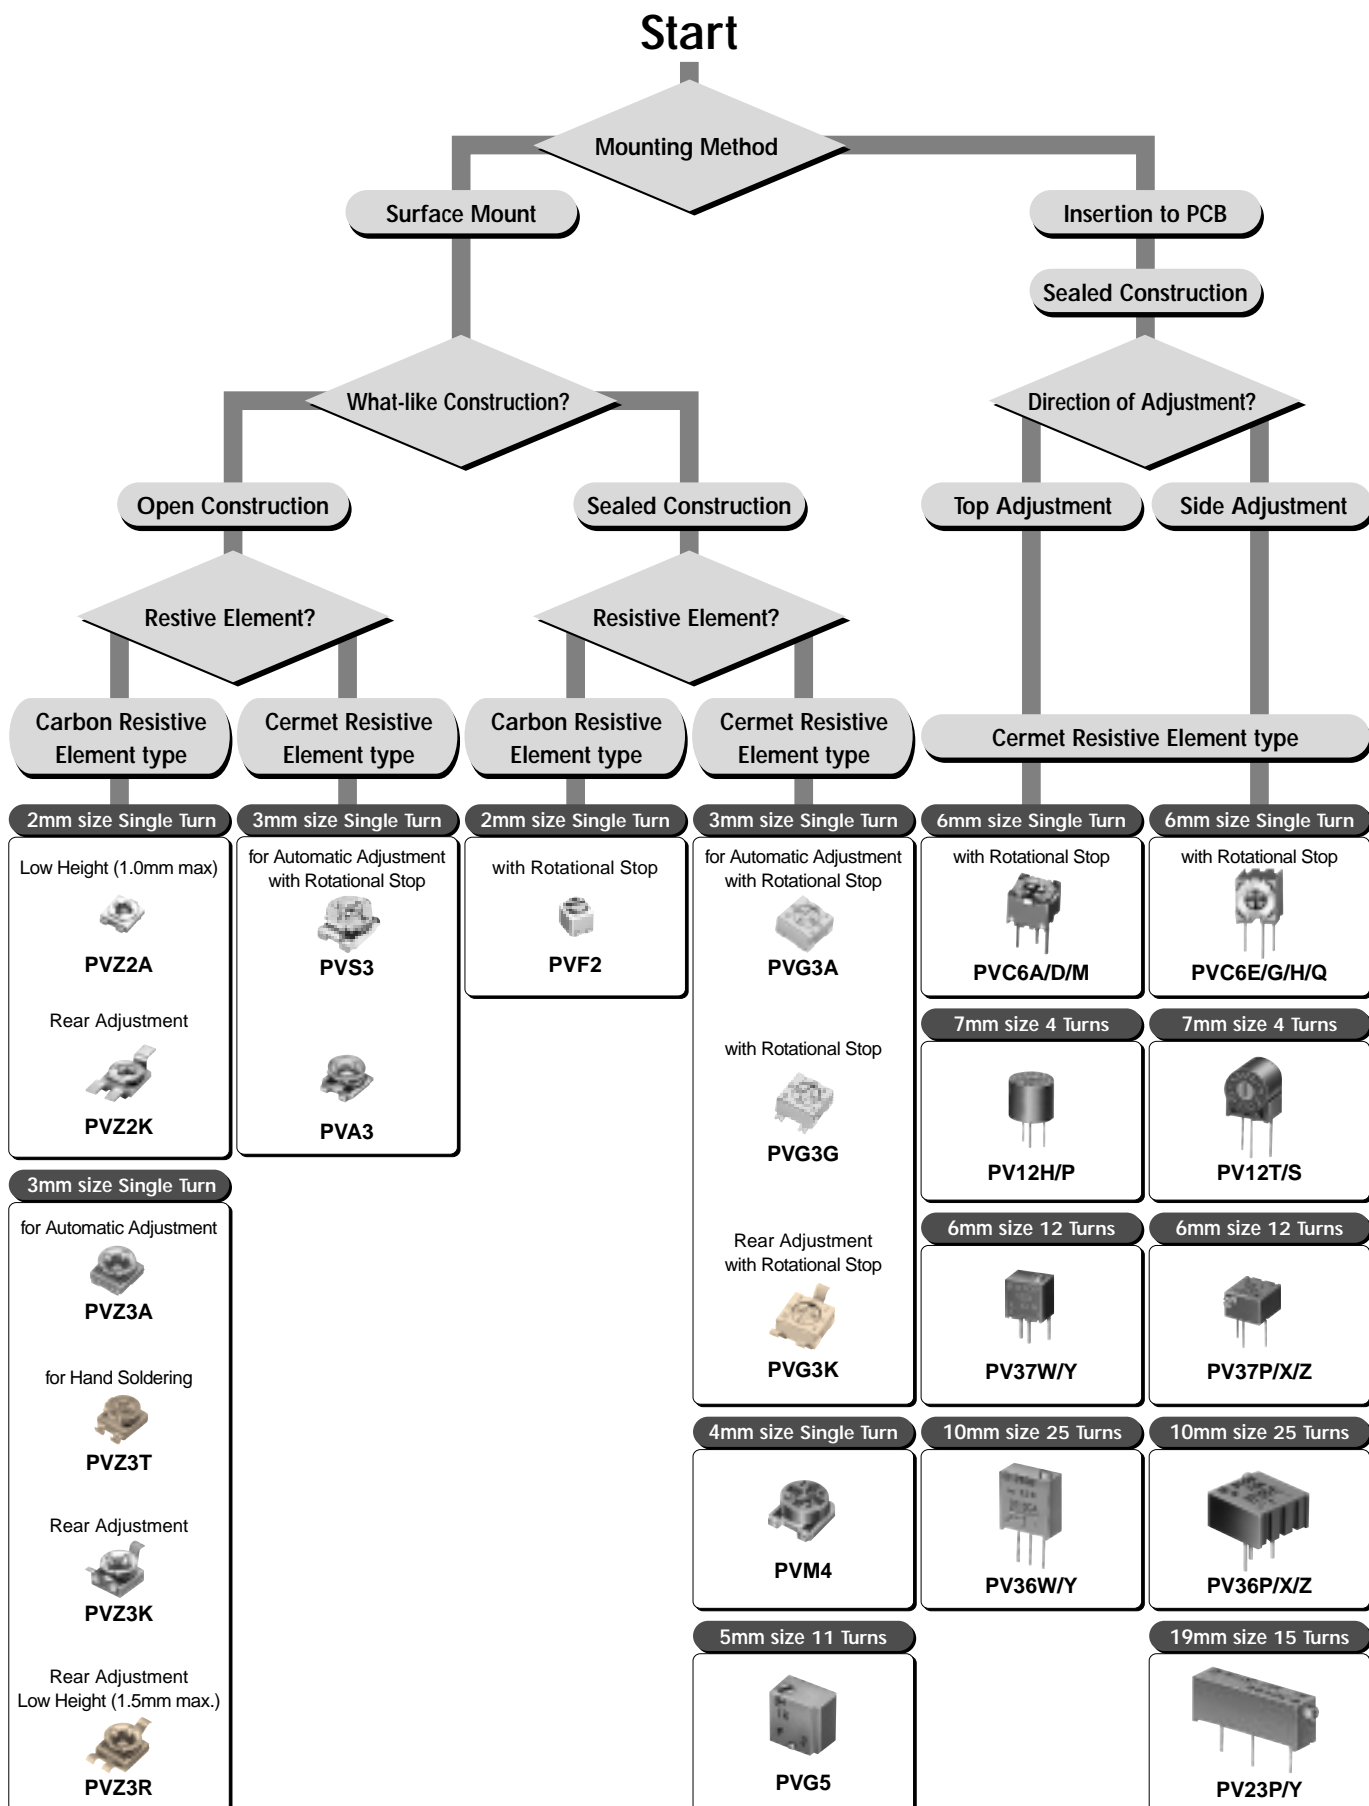 Start
Mounting Method
Surface Mount
Insertion to PCB
Sealed Construction
What-like Construction?
Direction of Adjustment?
Open Construction
Sealed Construction
Top Adjustment
Side Adjustment
Restive Element?
Resistive Element?
Carbon Resistive
Element type
Cermet Resistive
Element type
Carbon Resistive
Element type
Cermet Resistive
Element type
Cermet Resistive Element type
2mm size Single Turn
Low Height (1.0mm max)
PVZ2A
Rear Adjustment
PVZ2K
3mm size Single Turn
for Automatic Adjustment
PVZ3A
for Hand Soldering
PVZ3T
Rear Adjustment
PVZ3K
Rear Adjustment
Low Height (1.5mm max.)
PVZ3R
3mm size Single Turn
for Automatic Adjustment
with Rotational Stop
PVS3
PVA3
2mm size Single Turn
with Rotational Stop
PVF2
3mm size Single Turn
for Automatic Adjustment
with Rotational Stop
PVG3A
with Rotational Stop
PVG3G
Rear Adjustment
with Rotational Stop
PVG3K
4mm size Single Turn
PVM4
5mm size 11 Turns
PVG5
6mm size Single Turn
with Rotational Stop
PVC6A/D/M
7mm size 4 Turns
PV12H/P
6mm size 12 Turns
PV37W/Y
10mm size 25 Turns
PV36W/Y
6mm size Single Turn
with Rotational Stop
PVC6E/G/H/Q
7mm size 4 Turns
PV12T/S
6mm size 12 Turns
PV37P/X/Z
10mm size 25 Turns
PV36P/X/Z
19mm size 15 Turns
PV23P/Y